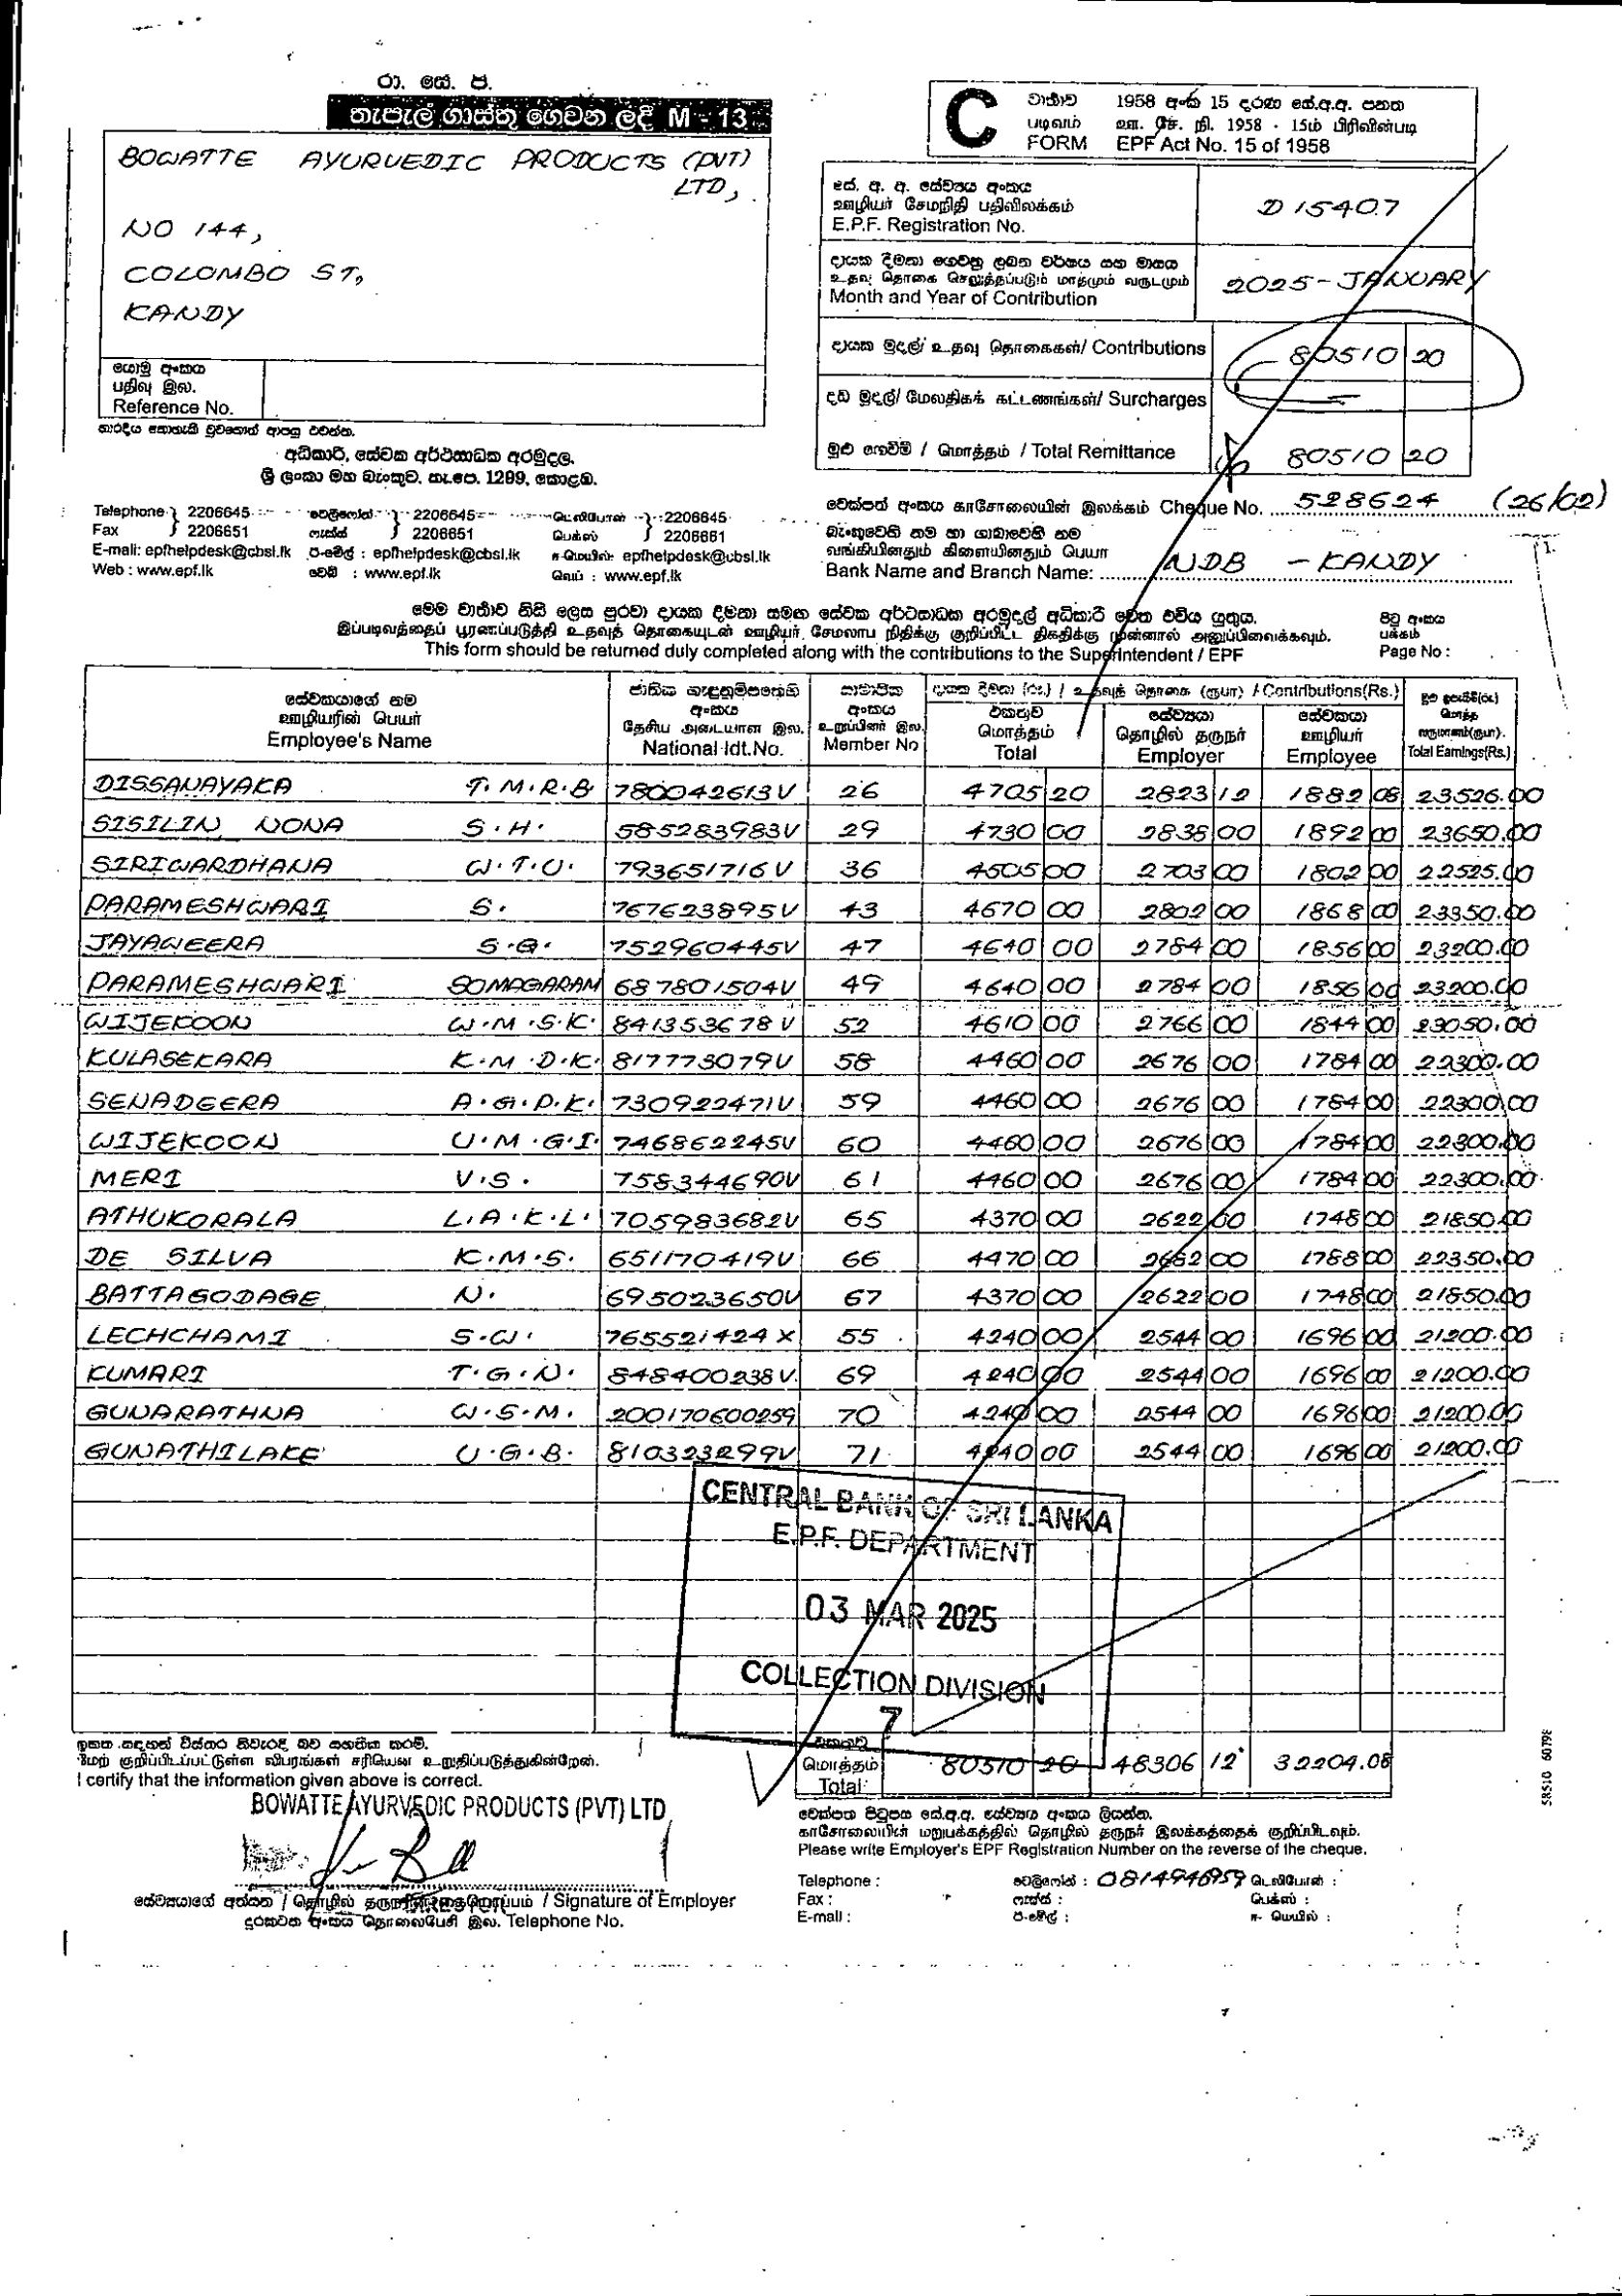 රා. සේ. ප.
තැපැල් ගාස්තු ගෙවන ලදි M - 13
BOWATTE AYURVEDIC PRODUCTS (PVT)
LTD,
NO 144,
COLOMBO ST,
KANDY
යොමු අංකය
பதிவு இல.
Reference No.
C
වාර්තාව 1958 අංක 15 දරණ සේ.අ.අ. පනත
படிவம் ஊ. சே. நி. 1958 - 15ம் பிரிவின்படி
FORM EPF Act No. 15 of 1958
සේ. අ. අ. සේව්‍යය අංකය
ஊழியர் சேமநிதி பதிவிலக்கம்
E.P.F. Registration No. D 15407
දායක දීමනා ගෙවනු ලබන වර්ෂය සහ මාසය
உதவு தொகை செலுத்தப்படும் மாதமும் வருடமும்
Month and Year of Contribution 2025 - JANUARY
දායක මුදල්/ உதவு தொகைகள்/ Contributions 80510 20
දඩ මුදල්/ மேலதிகக் கட்டணங்கள்/ Surcharges
මුළු ගෙවීම් / மொத்தம் / Total Remittance 80510 20
අධිකාරී, සේවක අර්ථසාධක අරමුදල,
ශ්‍රී ලංකා මහ බැංකුව, තැ.පෙ. 1299, කොළඹ.
Telephone 2206645 ටෙලිෆෝන් 2206645 டெலிபோன் 2206645
Fax 2206651 ෆැක්ස් 2206651 பெக்ஸ் 2206661
E-mail: epfhelpdesk@cbsl.lk ඊ-මේල් : epfhelpdesk@cbsl.lk ஈ-மெயில்: epfhelpdesk@cbsl.lk
Web : www.epf.lk වෙබ් : www.epf.lk வெப் : www.epf.lk
චෙක්පත් අංකය காசோலையின் இலக்கம் Cheque No. 528624 (26/02)
බැංකුවෙහි නම හා ශාඛාවෙහි නම
வங்கியினதும் கிளையினதும் பெயர
Bank Name and Branch Name: NDB - KANDY
මෙම වාර්තාව නිසි ලෙස පුරවා දායක දීමනා සමඟ සේවක අර්ථසාධක අරමුදල් අධිකාරී වෙත එවිය යුතුය.
இப்படிவத்தைப் பூரணப்படுத்தி உதவுத் தொகையுடன் ஊழியர் சேமலாப நிதிக்கு குறிப்பிட்ட திகதிக்கு முன்னால் அனுப்பிவைக்கவும்.
This form should be returned duly completed along with the contributions to the Superintendent / EPF
පිටු අංකය
பக்கம்
Page No :
සේවකයාගේ නම
ஊழியரின் பெயர்
Employee's Name
ජාතික හැඳුනුම්පතෙහි අංකය
தேசிய அடையாள இல.
National Idt.No.
සාමාජික අංකය
உறுப்பினர் இல.
Member No
දායක දීමනා (රු.) / உதவுத் தொகை (ரூபா) / Contributions(Rs.)
එකතුව
மொத்தம்
Total
සේව්‍යයා
தொழில் தருநர்
Employer
සේවකයා
ஊழியர்
Employee
Total Earnings(Rs.)
DISSANAYAKA T.M.R.B 780042613V 26 4705 20 2823 12 1882 08 23526.00
SISILIN NONA S.H. 585283983V 29 4730 00 2838 00 1892 00 23650.00
SIRIWARDHANA W.T.U. 793651716V 36 4505 00 2703 00 1802 00 22525.00
PARAMESHWARI S. 767623895V 43 4670 00 2802 00 1868 00 23350.00
JAYAWEERA S.G. 752960445V 47 4640 00 2784 00 1856 00 23200.00
PARAMESHWARI SOMAGARAM 687801504V 49 4640 00 2784 00 1856 00 23200.00
WIJEKOON W.M.S.K. 841353678V 52 4610 00 2766 00 1844 00 23050.00
KULASEKARA K.M.D.K. 817773079V 58 4460 00 2676 00 1784 00 22300.00
SENADEERA A.G.P.K. 730922471V 59 4460 00 2676 00 1784 00 22300.00
WIJEKOON U.M.G.I. 746862245V 60 4460 00 2676 00 1784 00 22300.00
MERI V.S. 758344690V 61 4460 00 2676 00 1784 00 22300.00
ATHUKORALA L.A.K.L. 705983682V 65 4370 00 2622 00 1748 00 21850.00
DE SILVA K.M.S. 651170419V 66 4470 00 2682 00 1788 00 22350.00
BATTAGODAGE N. 695023650V 67 4370 00 2622 00 1748 00 21850.00
LECHCHAMI S.W. 765521424X 55 4240 00 2544 00 1696 00 21200.00
KUMARI T.G.N. 848400238V. 69 4240 00 2544 00 1696 00 21200.00
GUNARATHNA W.S.M. 200170600259 70 4240 00 2544 00 1696 00 21200.00
GUNATHILAKE U.G.B. 810323299V 71 4240 00 2544 00 1696 00 21200.00
CENTRAL BANK OF SRI LANKA
E.P.F. DEPARTMENT
03 MAR 2025
COLLECTION DIVISION
7
ඉහත සඳහන් විස්තර නිවැරදි බව සහතික කරමි.
மேற் குறிப்பிடப்பட்டுள்ள விபரங்கள் சரியென உறுதிப்படுத்துகின்றேன்.
I certify that the information given above is correct.
එකතුව
மொத்தம்
Total: 80510 20 48306 12 32204.08
58510 60798
BOWATTE AYURVEDIC PRODUCTS (PVT) LTD
සේව්‍යයාගේ අත්සන / தொழில் தருநரின் கையொப்பம் / Signature of Employer
දුරකථන අංකය தொலைபேசி இல. Telephone No.
චෙක්පත පිටුපස සේ.අ.අ. සේව්‍යය අංකය ලියන්න.
காசோலையின் மறுபக்கத்தில் தொழில் தருநர் இலக்கத்தைக் குறிப்பிடவும்.
Please write Employer's EPF Registration Number on the reverse of the cheque.
Telephone : ටෙලිෆෝන් : 0814946959 டெலிபோன் :
Fax : ෆැක්ස් : பெக்ஸ் :
E-mail : ඊ-මේල් : ஈ- மெயில் :